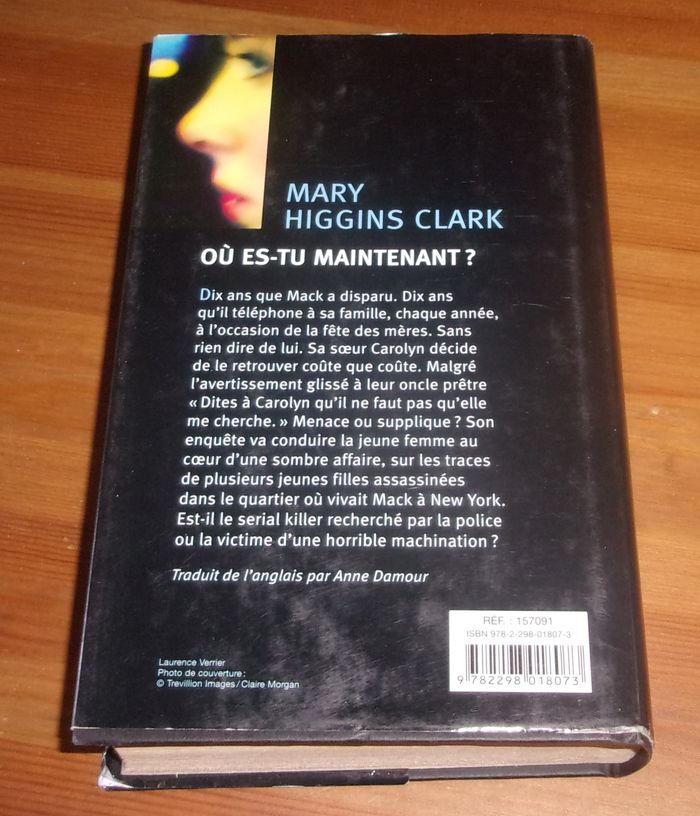 MARY
HIGGINS CLARK
OÙ ES-TU MAINTENANT ?
Dix ans que Mack a disparu. Dix ans
qu'il téléphone à sa famille, chaque année,
à l'occasion de la fête des mères. Sans
rien dire de lui. Sa sœur Carolyn décide
de le retrouver coûte que coûte. Malgré
l'avertissement glissé à leur oncle prêtre
« Dites à Carolyn qu'il ne faut pas qu'elle
me cherche. » Menace ou supplique ? Son
enquête va conduire la jeune femme au
cœur d'une sombre affaire, sur les traces
de plusieurs jeunes filles assassinées
dans le quartier où vivait Mack à New York.
Est-il le serial killer recherché par la police
ou la victime d'une horrible machination ?
Traduit de l'anglais par Anne Damour
Laurence Verrier
Photo de couverture :
© Trevillion Images / Claire Morgan
RÉF. : 157091
ISBN 978-2-298-01807-3
9 782298 018073